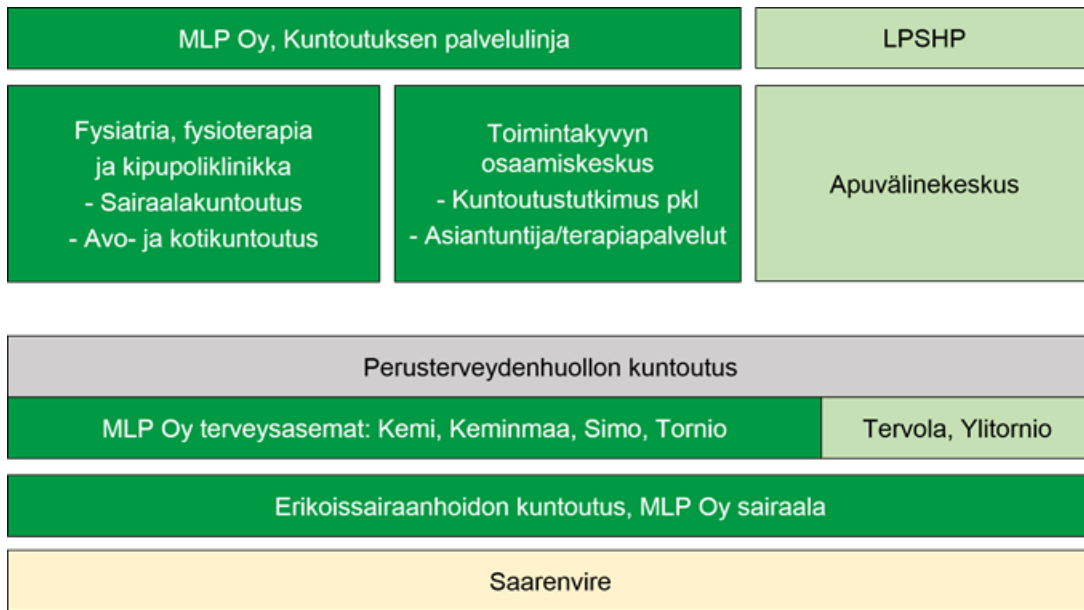 MLP Oy, Kuntoutuksen palvelulinja
LPSHP
Fysiatria, fysioterapia
ja kipupoliklinikka
- Sairaalakuntoutus
- Avo- ja kotikuntoutus
Toimintakyvyn
osaamiskeskus
- Kuntoutustutkimus pkl
- Asiantuntija/terapiapalvelut
Apuvälinekeskus
Perusterveydenhuollon kuntoutus
MLP Oy terveysasemat: Kemi, Keminmaa, Simo, Tornio
Tervola, Ylitornio
Erikoissairaanhoidon kuntoutus, MLP Oy sairaala
Saarenvire